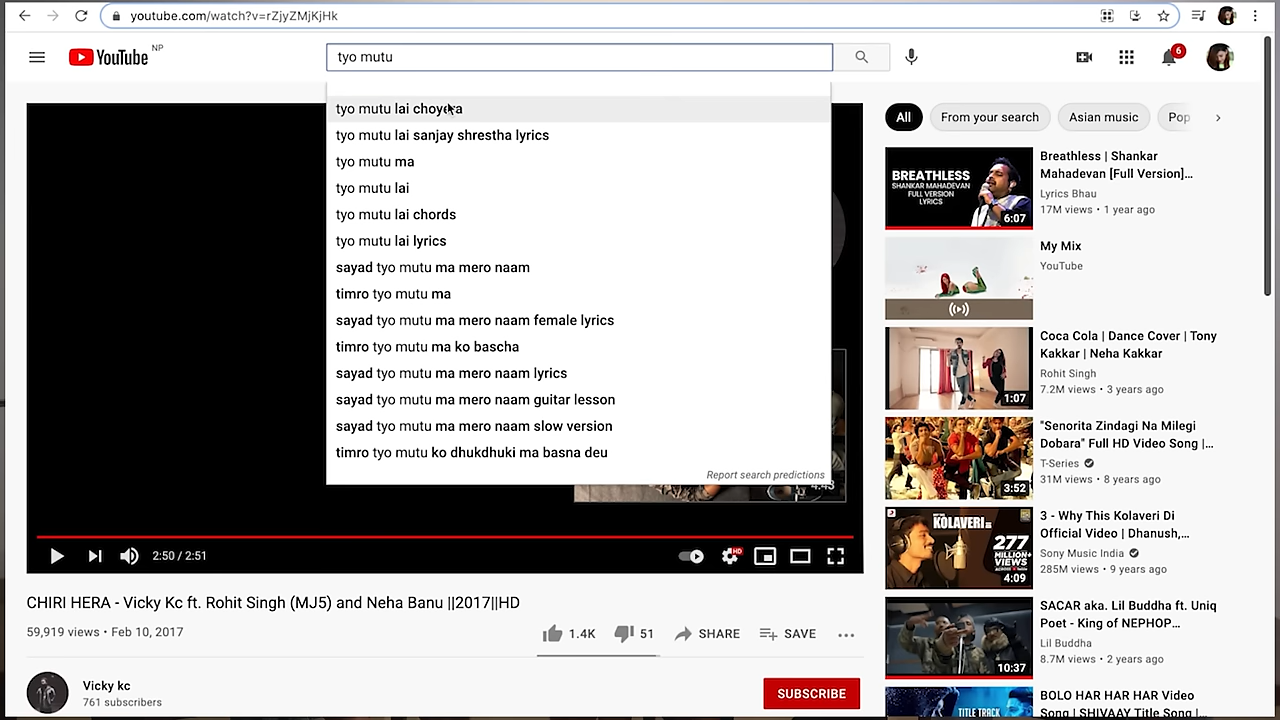 youtube.com/watch?v=rZjyZMjKjHk
YouTube NP
tyo mutu
6
tyo mutu lai choyera
tyo mutu lai sanjay shrestha lyrics
tyo mutu ma
tyo mutu lai
tyo mutu lai chords
tyo mutu lai lyrics
sayad tyo mutu ma mero naam
timro tyo mutu ma
sayad tyo mutu ma mero naam female lyrics
timro tyo mutu ma ko bascha
sayad tyo mutu ma mero naam lyrics
sayad tyo mutu ma mero naam guitar lesson
sayad tyo mutu ma mero naam slow version
timro tyo mutu ko dhukdhuki ma basna deu
Report search predictions
4:43
2:50 / 2:51
HD
CHIRI HERA - Vicky Kc ft. Rohit Singh (MJ5) and Neha Banu ||2017||HD
59,919 views • Feb 10, 2017
1.4K
51
SHARE
SAVE
Vicky kc
761 subscribers
SUBSCRIBE
All
From your search
Asian music
Pop
BREATHLESS
SHANKAR MAHADEVAN
FULL VERSION
LYRICS
6:07
Breathless | Shankar
Mahadevan [Full Version]…
Lyrics Bhau
17M views • 1 year ago
My Mix
YouTube
Coca Cola | Dance Cover | Tony
Kakkar | Neha Kakkar
Rohit Singh
7.2M views • 3 years ago
1:07
"Senorita Zindagi Na Milegi
Dobara" Full HD Video Song |…
T-Series
31M views • 8 years ago
3:52
KOLAVERI
277
MILLION+
VIEWS
ACROSS
4:09
3 - Why This Kolaveri Di
Official Video | Dhanush,…
Sony Music India
285M views • 9 years ago
10:37
SACAR aka. Lil Buddha ft. Uniq
Poet - King of NEPHOP…
Lil Buddha
8.7M views • 2 years ago
TITLE TRACK
BOLO HAR HAR HAR Video
Song | SHIVAAY Title Song |…